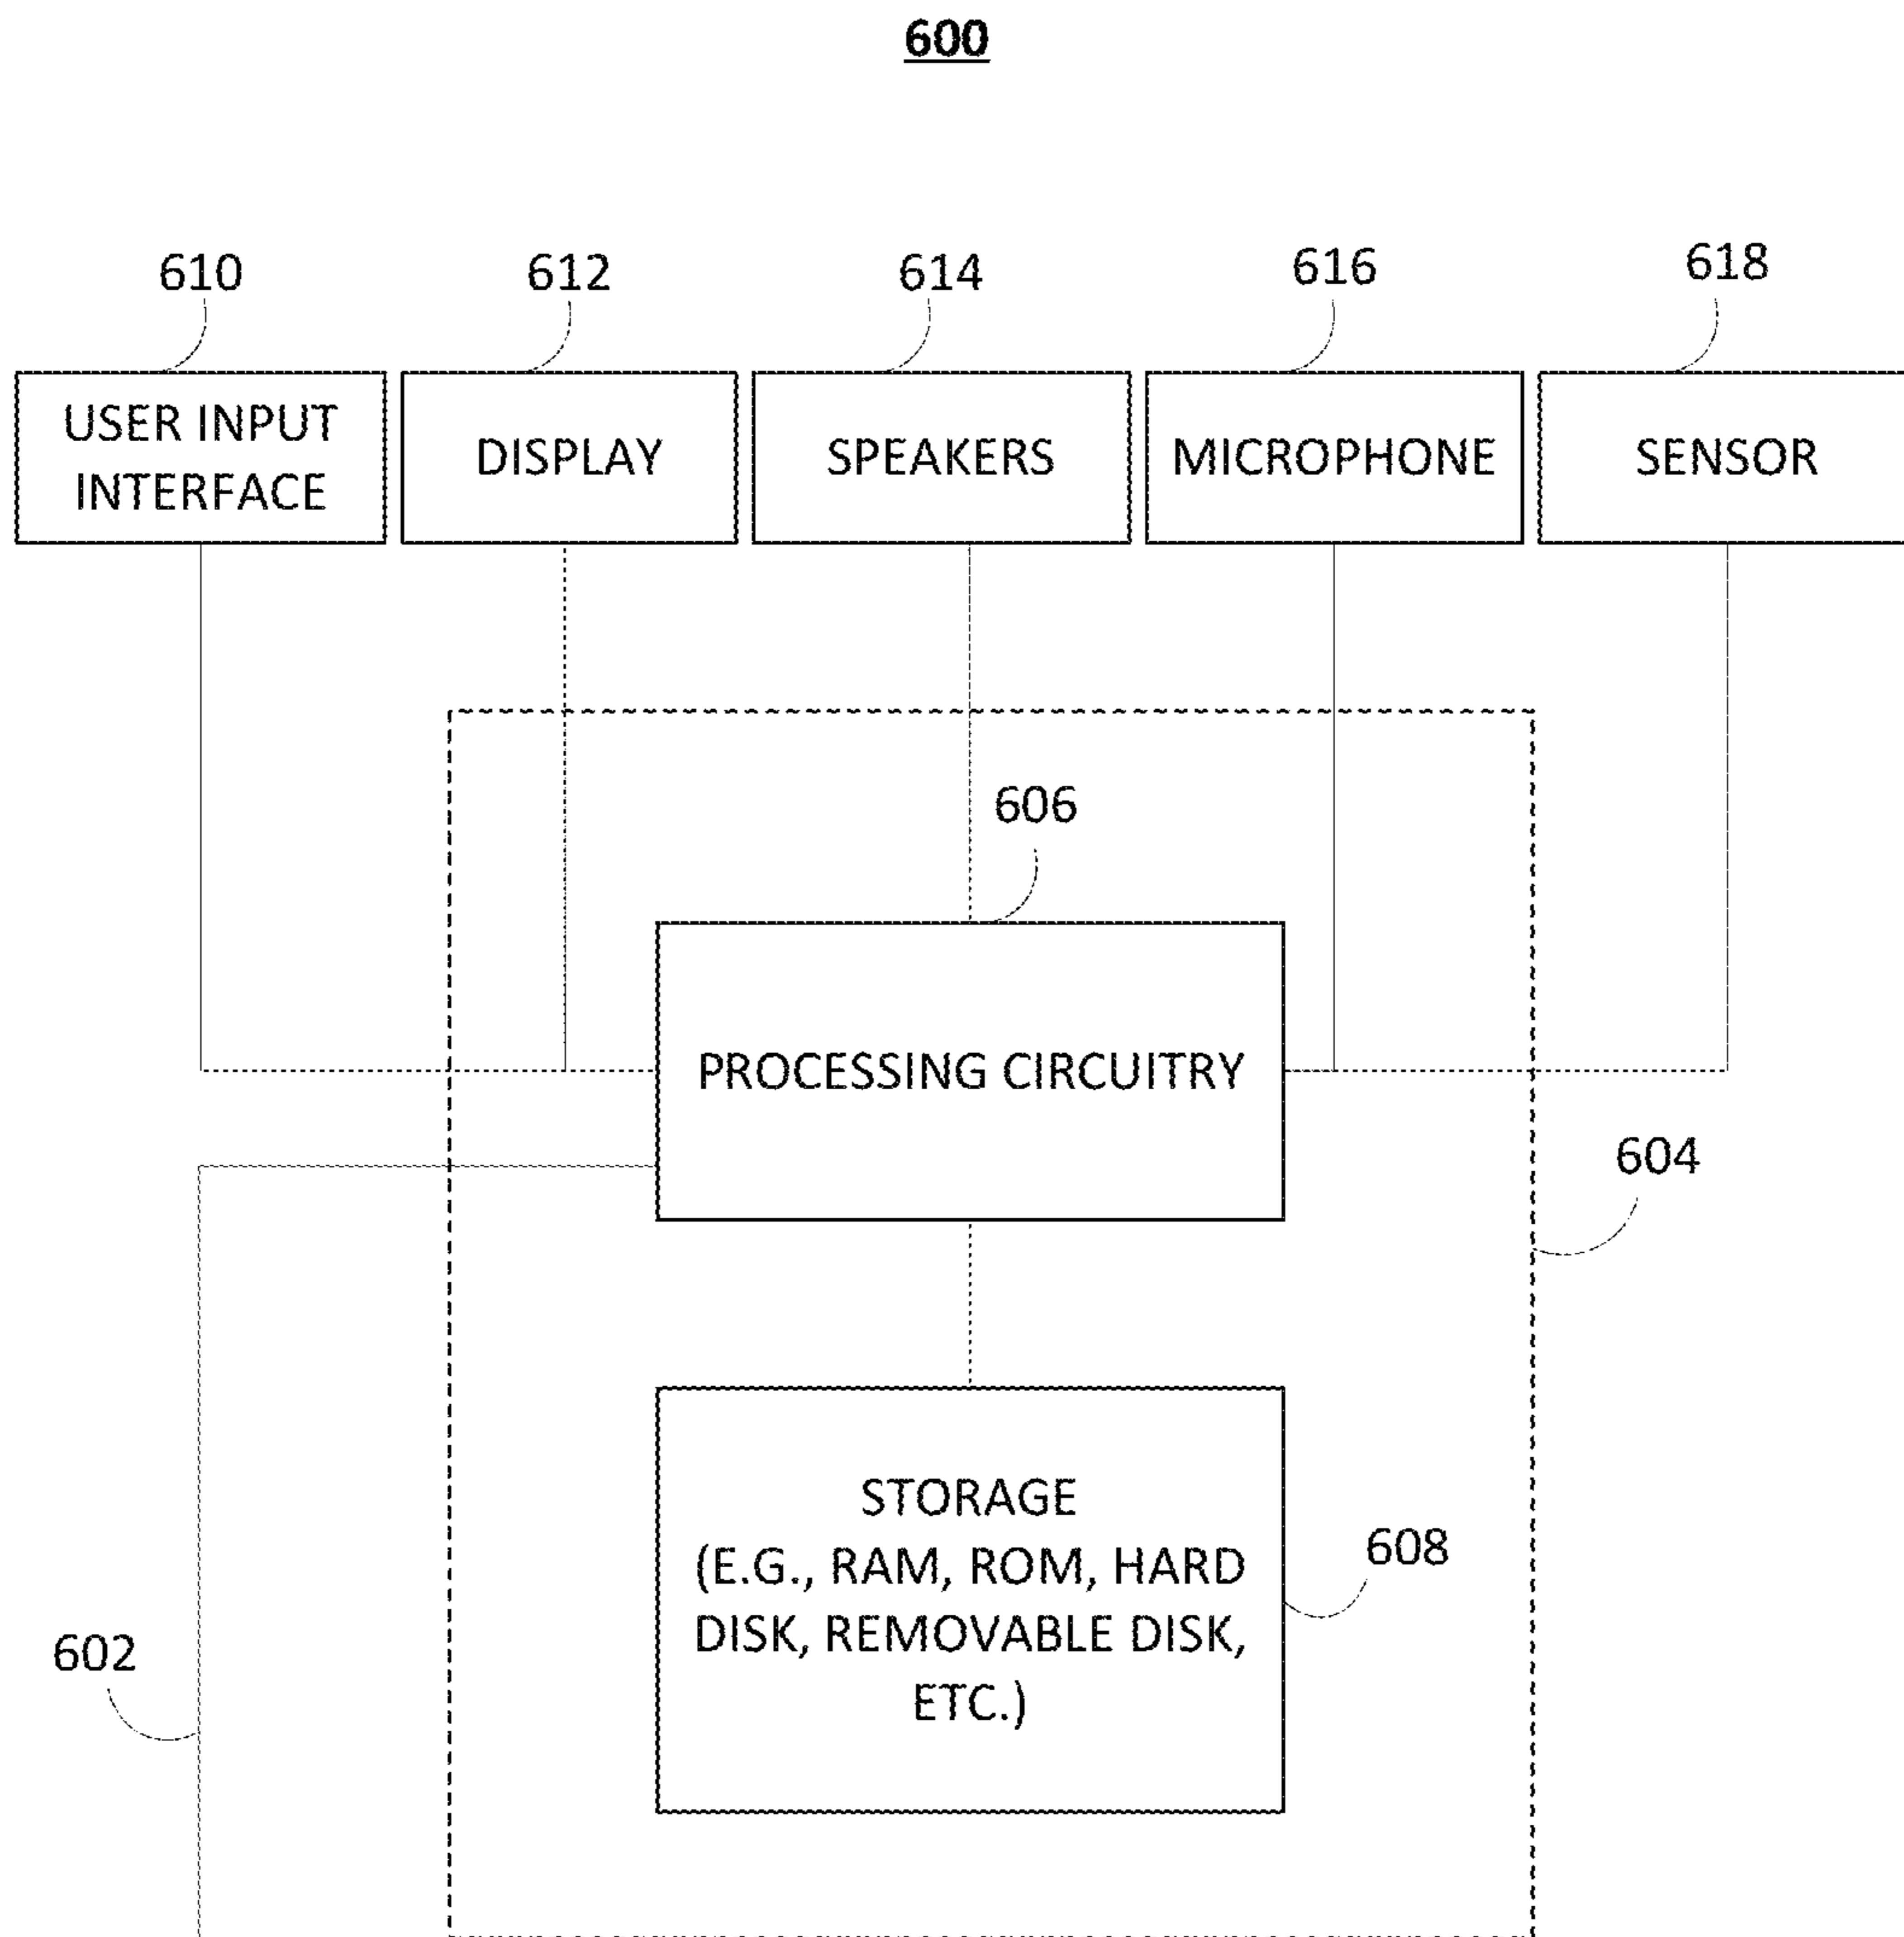 600
610
612
614
616
618
USER INPUT
INTERFACE
DISPLAY
SPEAKERS
MICROPHONE
SENSOR
606
PROCESSING CIRCUITRY
604
STORAGE
(E.G., RAM, ROM, HARD
DISK, REMOVABLE DISK,
ETC.)
608
602